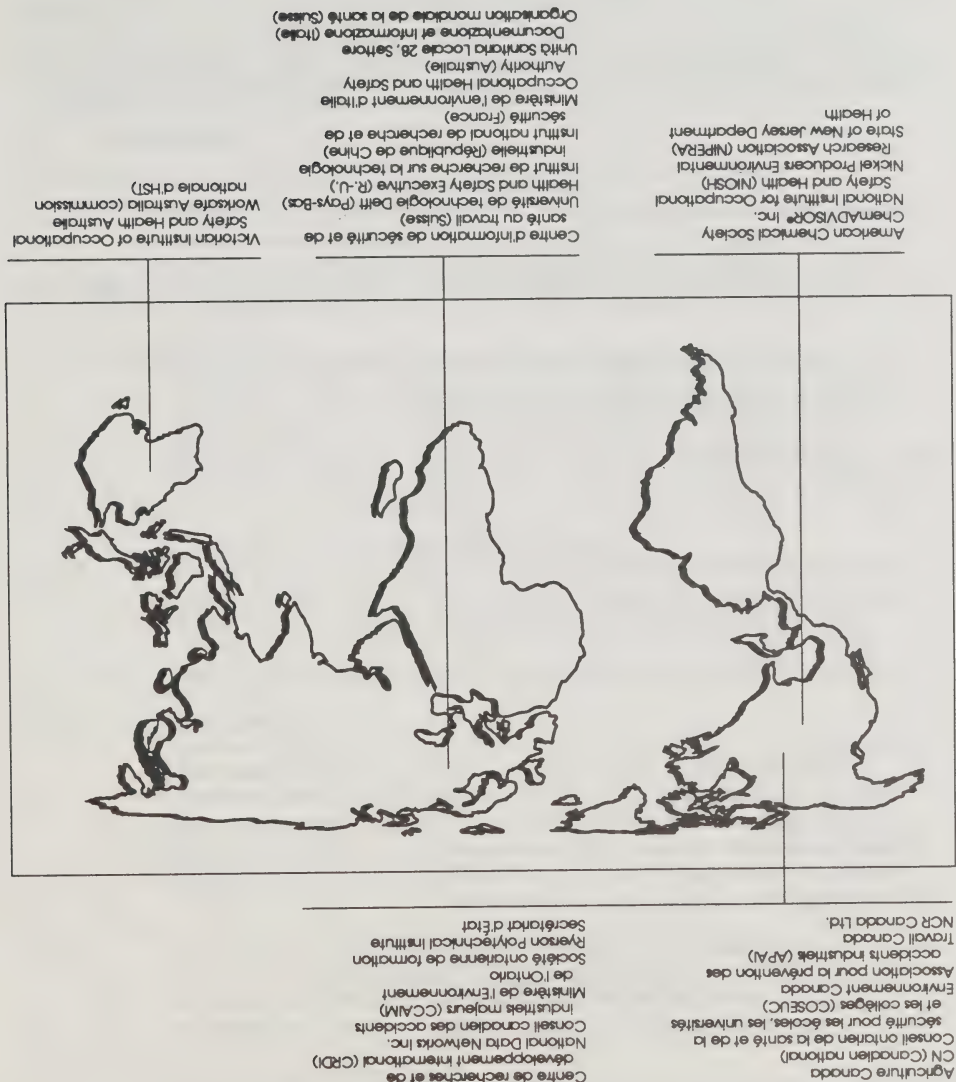 Agriculture Canada
CN (Canadien national)
Conseil ontarien de la santé et de la
sécurité pour les écoles, les universités
et les collèges (COSEUC)
Environnement Canada
Association pour la prévention des
accidents industriels (APAI)
Travail Canada
NCR Canada Ltd.
Centre de recherches et de
développement international (CRDI)
National Data Networks Inc.
Conseil canadien des accidents
industriels majeurs (CCAIM)
Ministère de l'Environnement
de l'Ontario
Société ontarienne de formation
Ryerson Polytechnic Institute
Secrétariat d'État
American Chemical Society
ChemADVISOR® Inc.
National Institute for Occupational
Safety and Health (NIOSH)
Nickel Producers Environmental
Research Association (NIPERA)
State of New Jersey Department
of Health
Centre d'information de sécurité et de
santé au travail (Suisse)
Université de technologie Delft (Pays-Bas)
Health and Safety Executive (R.-U.)
Institut de recherche sur la technologie
industrielle (République de Chine)
Institut national de recherche et de
sécurité (France)
Ministère de l'environnement d'Italie
Occupational Health and Safety
Authority (Australie)
Unità Sanitaria Locale 28, Settore
Documentazione et Informazione (Italie)
Organisation mondiale de la santé (Suisse)
Victorian Institute of Occupational
Safety and Health Australie
Worksafe Australia (commission
nationale d'HST)